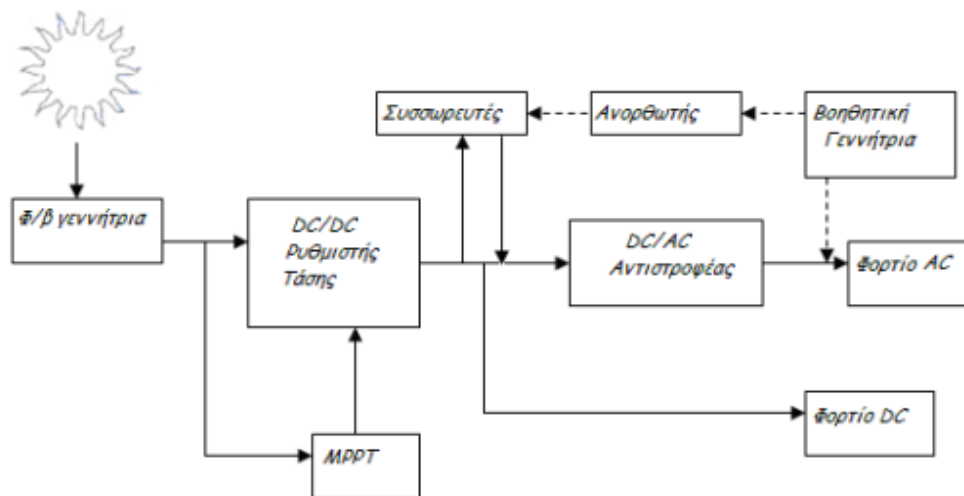 Συσσωρευτές
Ανορθωτής
Βοηθητική
Γεννήτρια
Φ/β γεννήτρια
DC/DC
Ρυθμιστής
Τάσης
DC/AC
Αντιστροφέας
Φορτίο AC
Φορτίο DC
MPPT